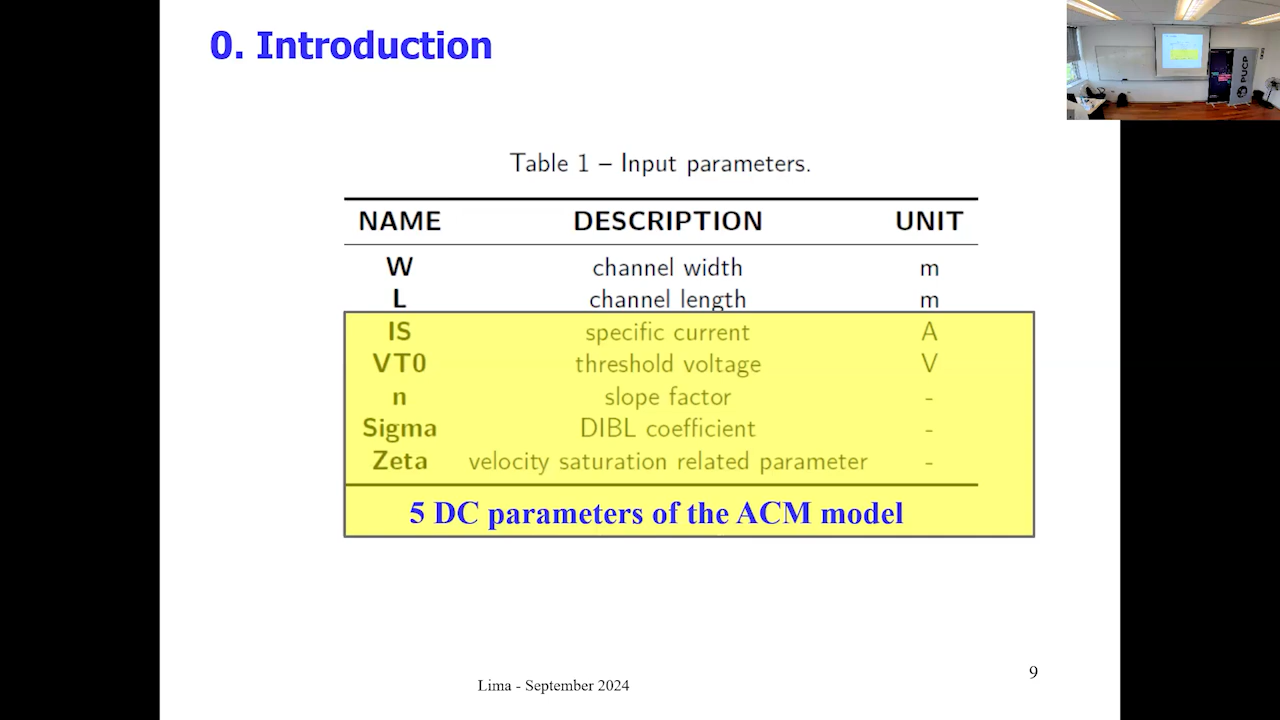 0. Introduction
Table 1 – Input parameters.
NAME DESCRIPTION UNIT
W channel width m
L channel length m
IS specific current A
VT0 threshold voltage V
n slope factor -
Sigma DIBL coefficient -
Zeta velocity saturation related parameter -
5 DC parameters of the ACM model
Lima - September 2024
9
PUCP